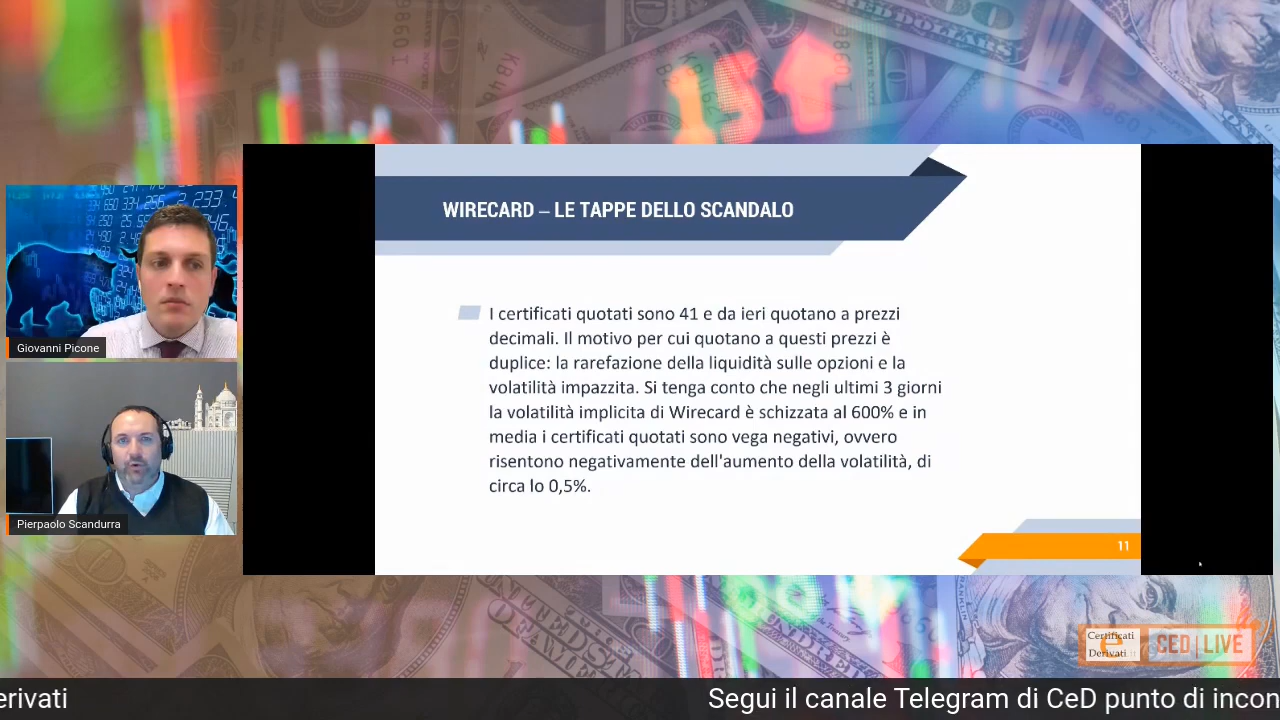 WIRECARD – LE TAPPE DELLO SCANDALO
I certificati quotati sono 41 e da ieri quotano a prezzi
decimali. Il motivo per cui quotano a questi prezzi è
duplice: la rarefazione della liquidità sulle opzioni e la
volatilità impazzita. Si tenga conto che negli ultimi 3 giorni
la volatilità implicita di Wirecard è schizzata al 600% e in
media i certificati quotati sono vega negativi, ovvero
risentono negativamente dell'aumento della volatilità, di
circa lo 0,5%.
11
Giovanni Picone
Pierpaolo Scandurra
Certificati
Derivati
CED | LIVE
erivati
Segui il canale Telegram di CeD punto di incon